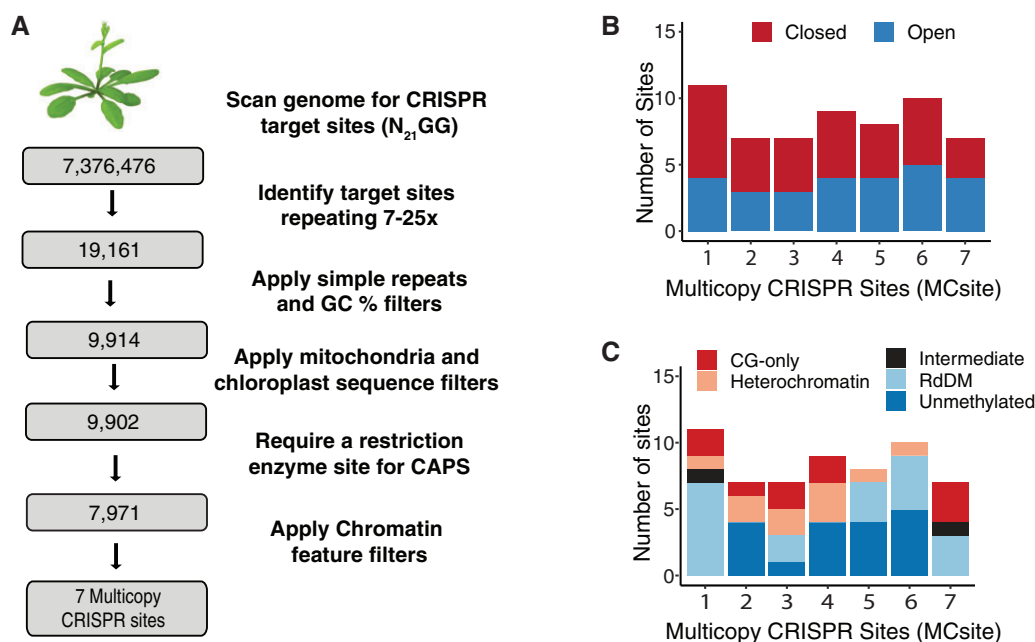 A
Scan genome for CRISPR
target sites (N21GG)
7,376,476
Identify target sites
repeating 7-25x
19,161
Apply simple repeats
and GC % filters
9,914
Apply mitochondria and
chloroplast sequence filters
9,902
Require a restriction
enzyme site for CAPS
7,971
Apply Chromatin
feature filters
7 Multicopy
CRISPR sites
B
Closed
Open
Number of Sites
15
10
5
0
1 2 3 4 5 6 7
Multicopy CRISPR Sites (MCsite)
C
CG-only
Heterochromatin
Intermediate
RdDM
Unmethylated
Number of sites
15
10
5
0
1 2 3 4 5 6 7
Multicopy CRISPR Sites (MCsite)